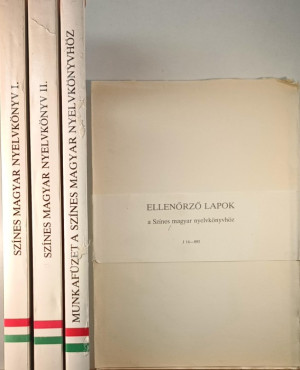 SZÍNES MAGYAR NYELVKÖNYV I.
SZÍNES MAGYAR NYELVKÖNYV II.
MUNKAFÜZET A SZÍNES MAGYAR NYELVKÖNYVHÖZ
ELLENŐRZŐ LAPOK
a Színes magyar nyelvkönyvhöz